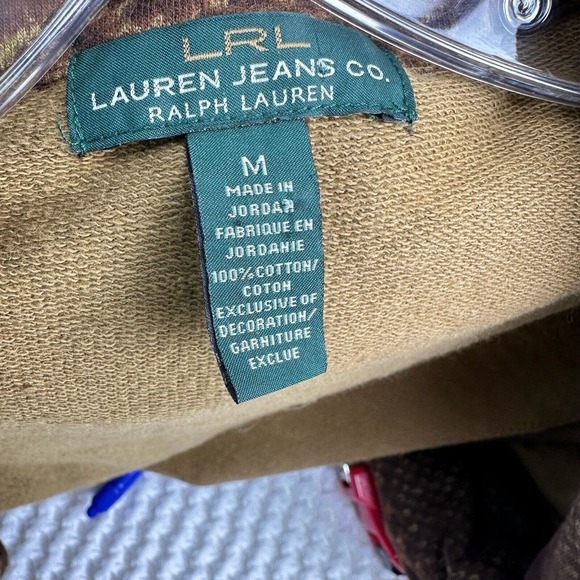 LRL
LAUREN JEANS CO.
RALPH LAUREN
M
MADE IN
JORDAN
FABRIQUE EN
JORDANIE
100% COTTON/
COTON
EXCLUSIVE OF
DECORATION/
GARNITURE
EXCLUE